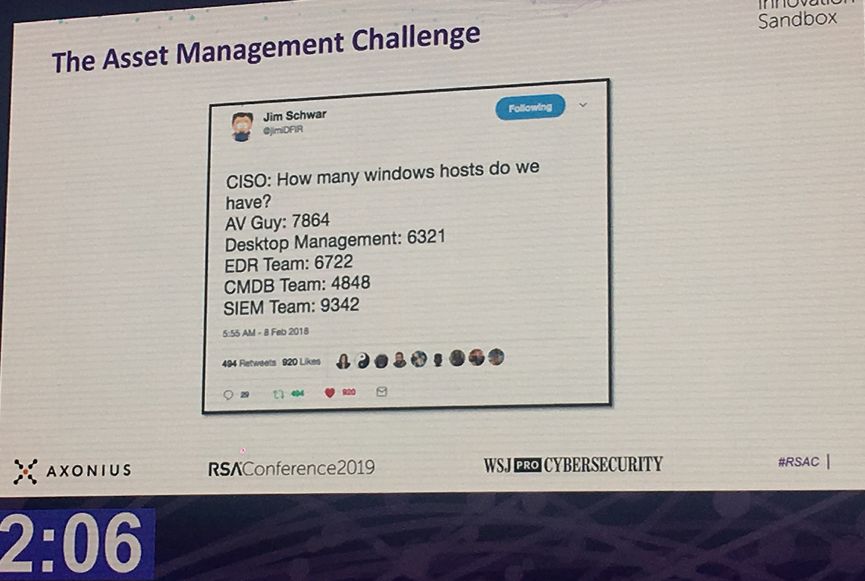 Innovation
Sandbox
The Asset Management Challenge
Jim Schwar
@jimiDFIR
Following
CISO: How many windows hosts do we
have?
AV Guy: 7864
Desktop Management: 6321
EDR Team: 6722
CMDB Team: 4848
SIEM Team: 9342
5:55 AM - 8 Feb 2018
494 Retweets 920 Likes
29 494 920
AXONIUS
RSAConference2019
WSJ PRO CYBERSECURITY
#RSAC
2:06